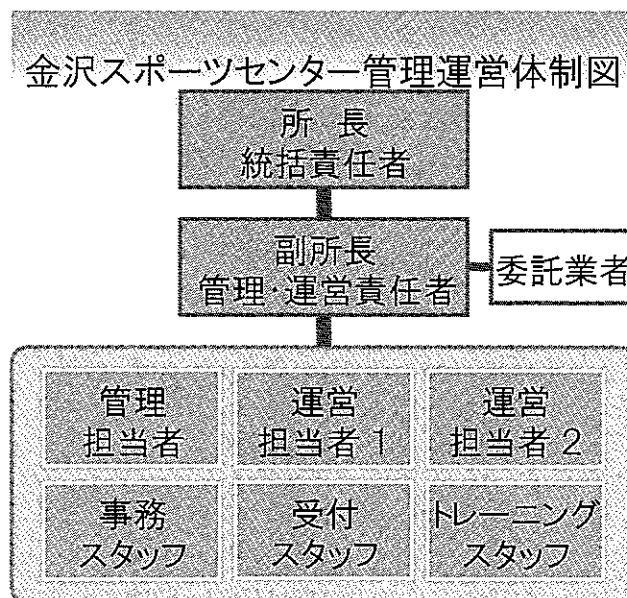 金沢スポーツセンター管理運営体制図
所 長
統括責任者
副所長
管理・運営責任者
委託業者
管理
担当者
運営
担当者1
運営
担当者2
事務
スタッフ
受付
スタッフ
トレーニング
スタッフ